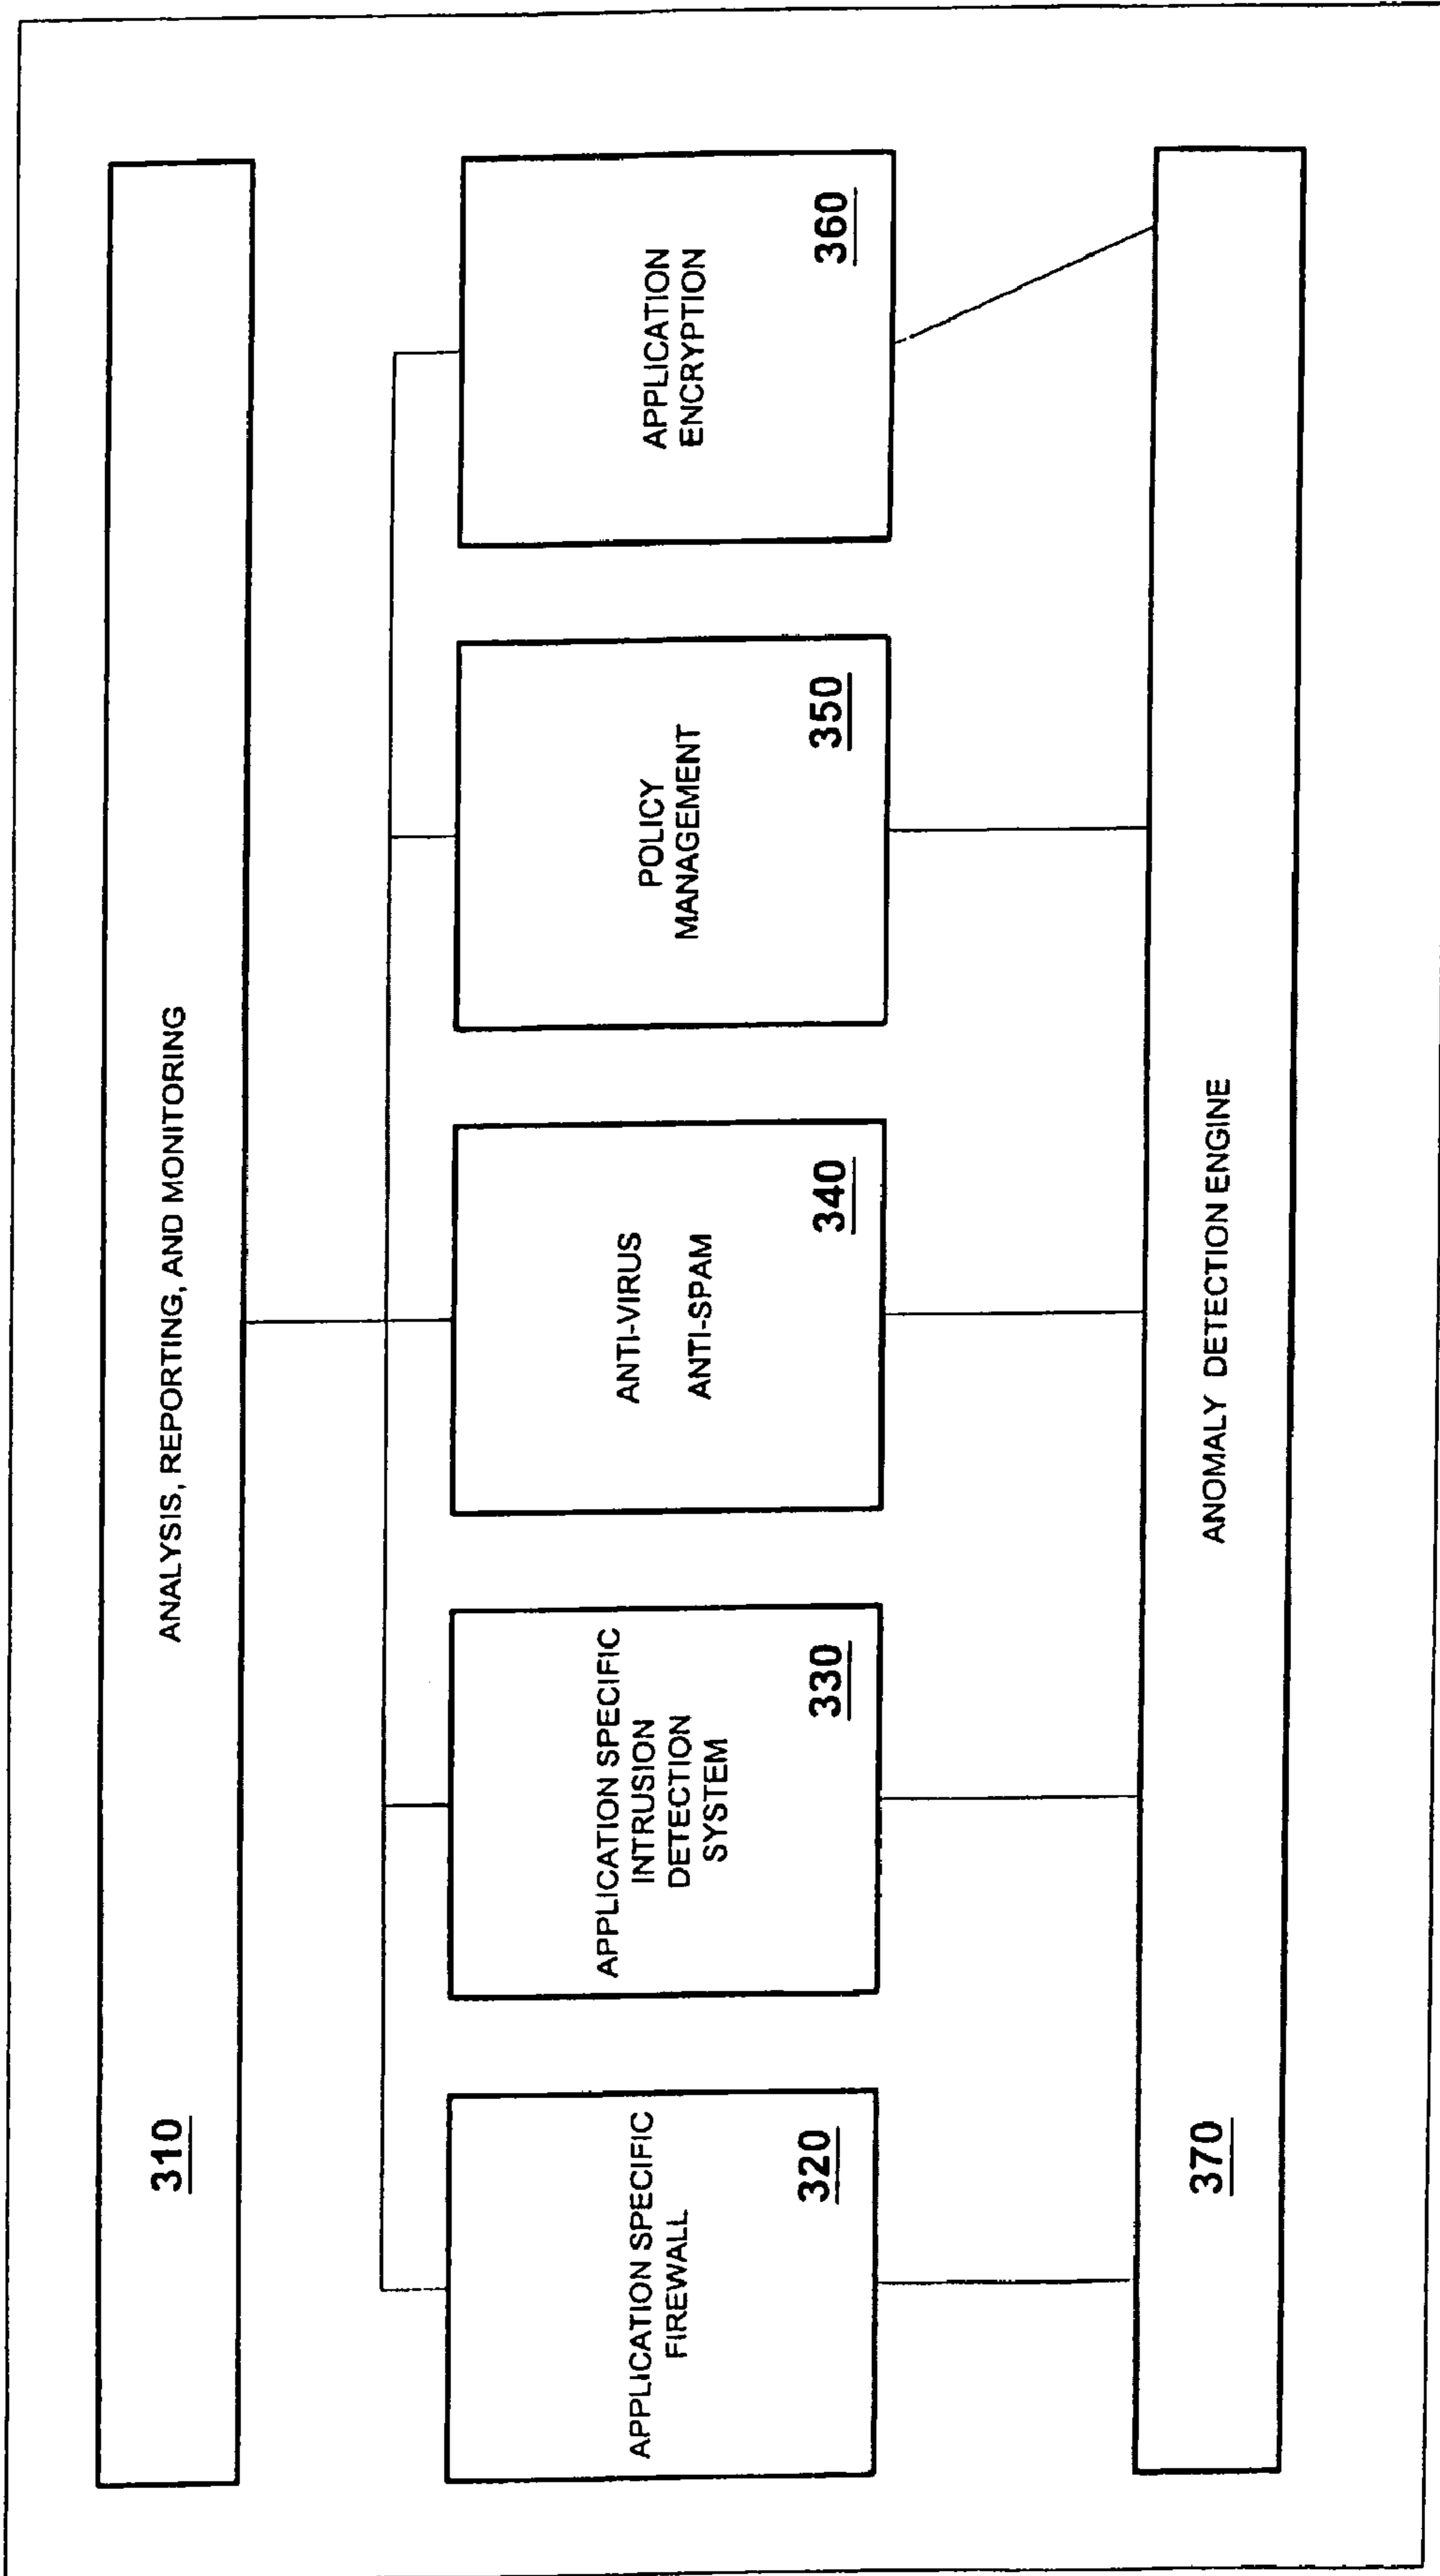 ANALYSIS, REPORTING, AND MONITORING
310
APPLICATION SPECIFIC
FIREWALL
320
APPLICATION SPECIFIC
INTRUSION
DETECTION
SYSTEM
330
ANTI-VIRUS
ANTI-SPAM
340
POLICY
MANAGEMENT
350
APPLICATION
ENCRYPTION
360
ANOMALY DETECTION ENGINE
370